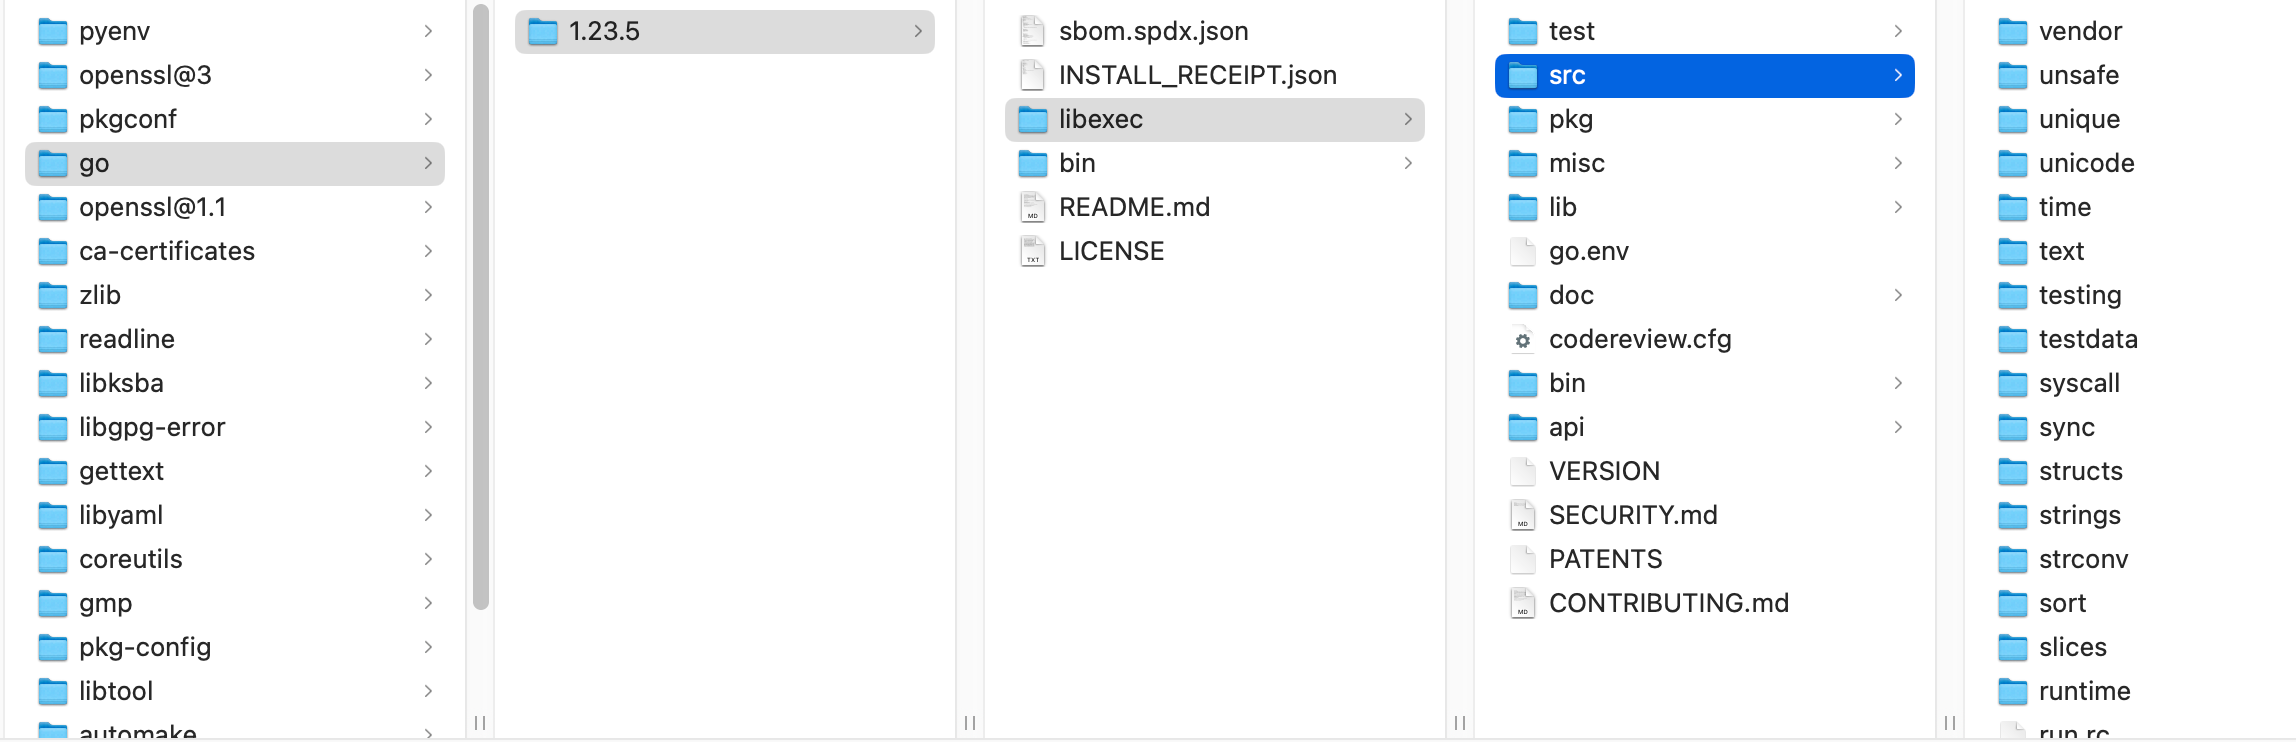 pyenv
openssl@3
pkgconf
go
openssl@1.1
ca-certificates
zlib
readline
libksba
libgpg-error
gettext
libyaml
coreutils
gmp
pkg-config
libtool
automake
1.23.5
sbom.spdx.json
INSTALL_RECEIPT.json
libexec
bin
README.md
LICENSE
test
src
pkg
misc
lib
go.env
doc
codereview.cfg
bin
api
VERSION
SECURITY.md
PATENTS
CONTRIBUTING.md
vendor
unsafe
unique
unicode
time
text
testing
testdata
syscall
sync
structs
strings
strconv
sort
slices
runtime
run.rc